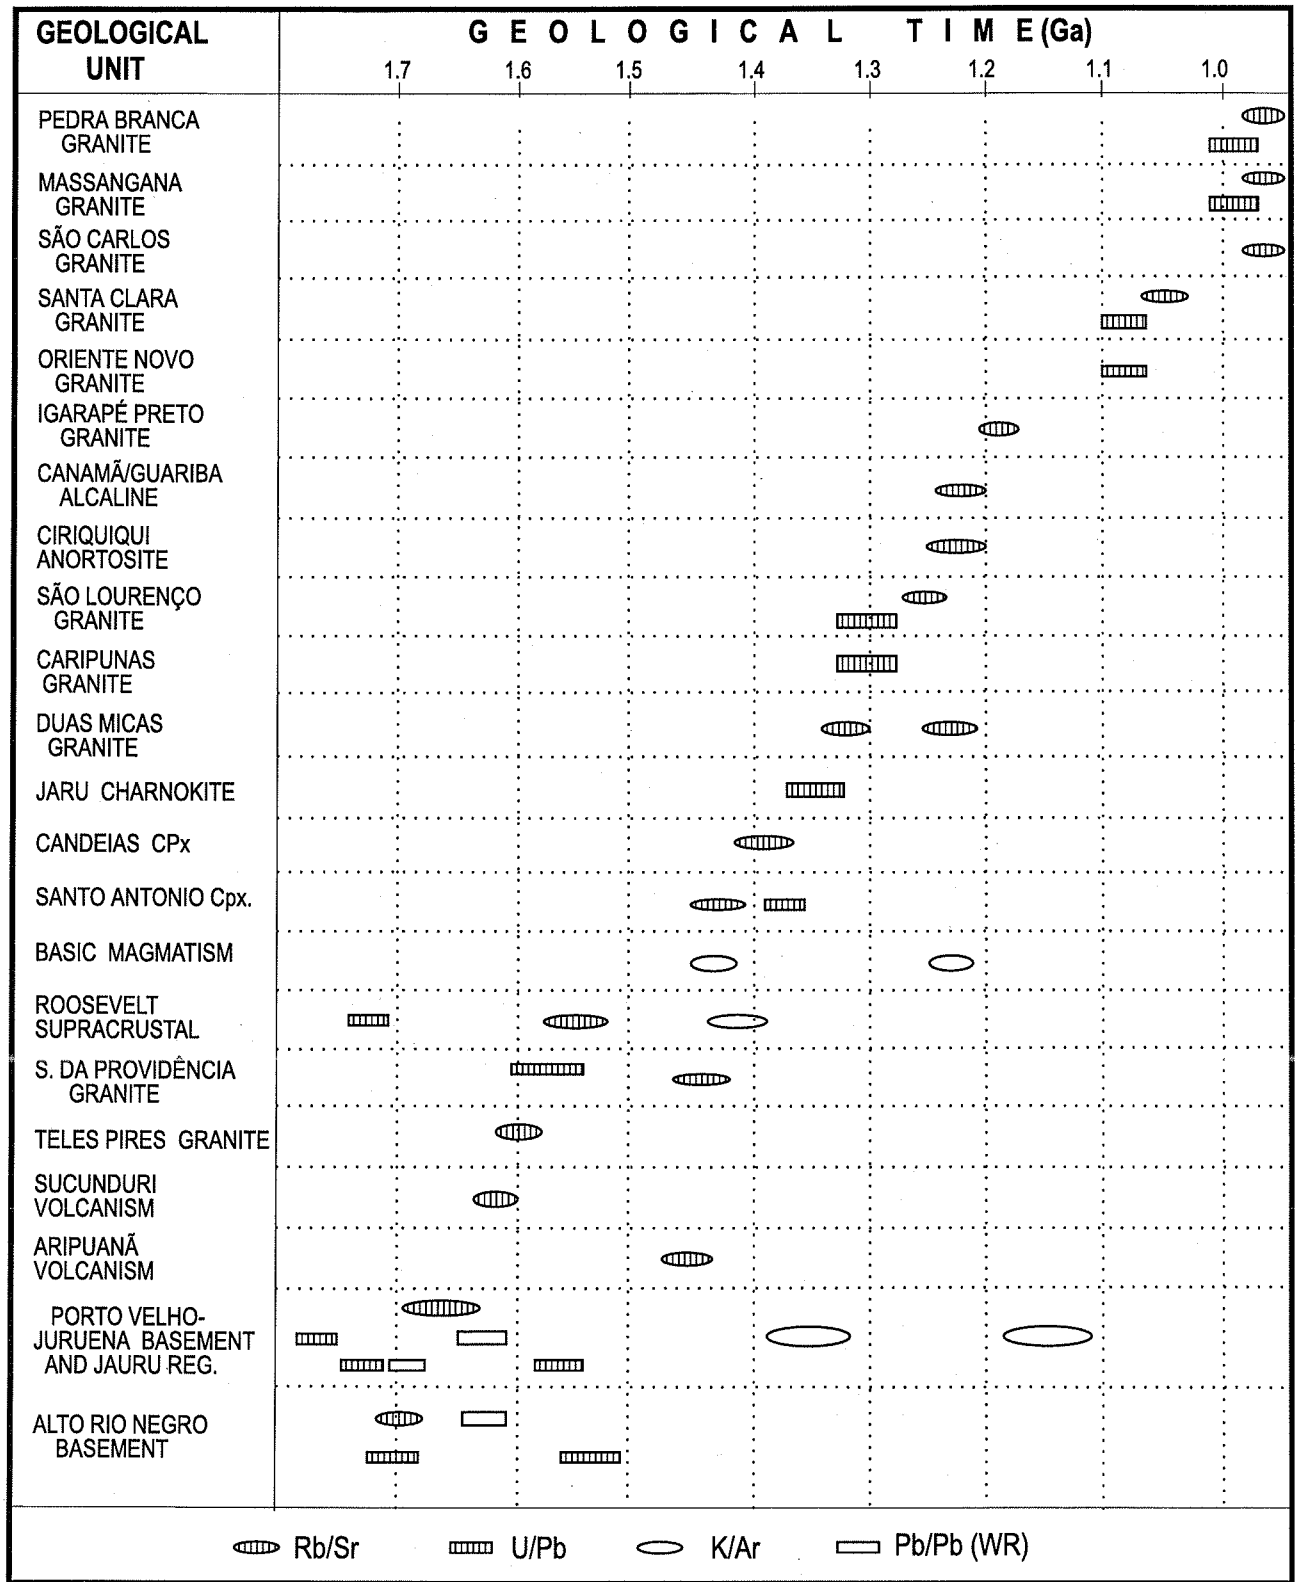 GEOLOGICAL
UNIT
GEOLOGICAL TIME (Ga)
1.7 1.6 1.5 1.4 1.3 1.2 1.1 1.0
PEDRA BRANCA
GRANITE
MASSANGANA
GRANITE
SÃO CARLOS
GRANITE
SANTA CLARA
GRANITE
ORIENTE NOVO
GRANITE
IGARAPÉ PRETO
GRANITE
CANAMÃ/GUARIBA
ALCALINE
CIRIQUIQUI
ANORTOSITE
SÃO LOURENÇO
GRANITE
CARIPUNAS
GRANITE
DUAS MICAS
GRANITE
JARU CHARNOKITE
CANDEIAS CPx
SANTO ANTONIO Cpx.
BASIC MAGMATISM
ROOSEVELT
SUPRACRUSTAL
S. DA PROVIDÊNCIA
GRANITE
TELES PIRES GRANITE
SUCUNDURI
VOLCANISM
ARIPUANÃ
VOLCANISM
PORTO VELHO-
JURUENA BASEMENT
AND JAURU REG.
ALTO RIO NEGRO
BASEMENT
Rb/Sr U/Pb K/Ar Pb/Pb (WR)